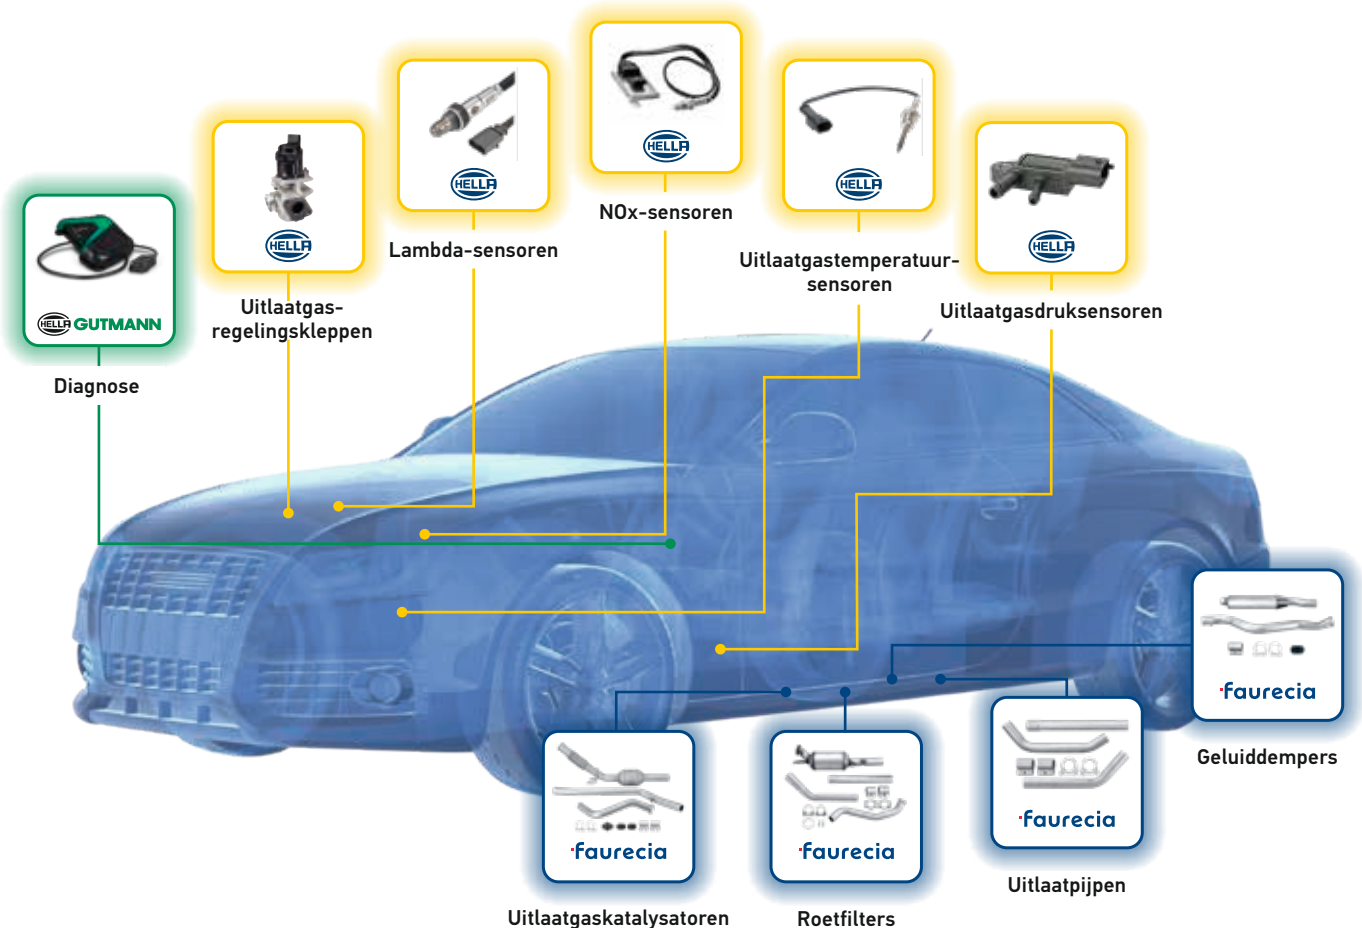 HELLA
NOx-sensoren
HELLA
Lambda-sensoren
HELLA
Uitlaatgastemperatuur-
sensoren
HELLA
Uitlaatgas-
regelingskleppen
HELLA
Uitlaatgasdruksensoren
HELLA GUTMANN
Diagnose
faurecia
Geluiddempers
faurecia
Uitlaatpijpen
faurecia
Uitlaatgaskatalysatoren
faurecia
Roetfilters